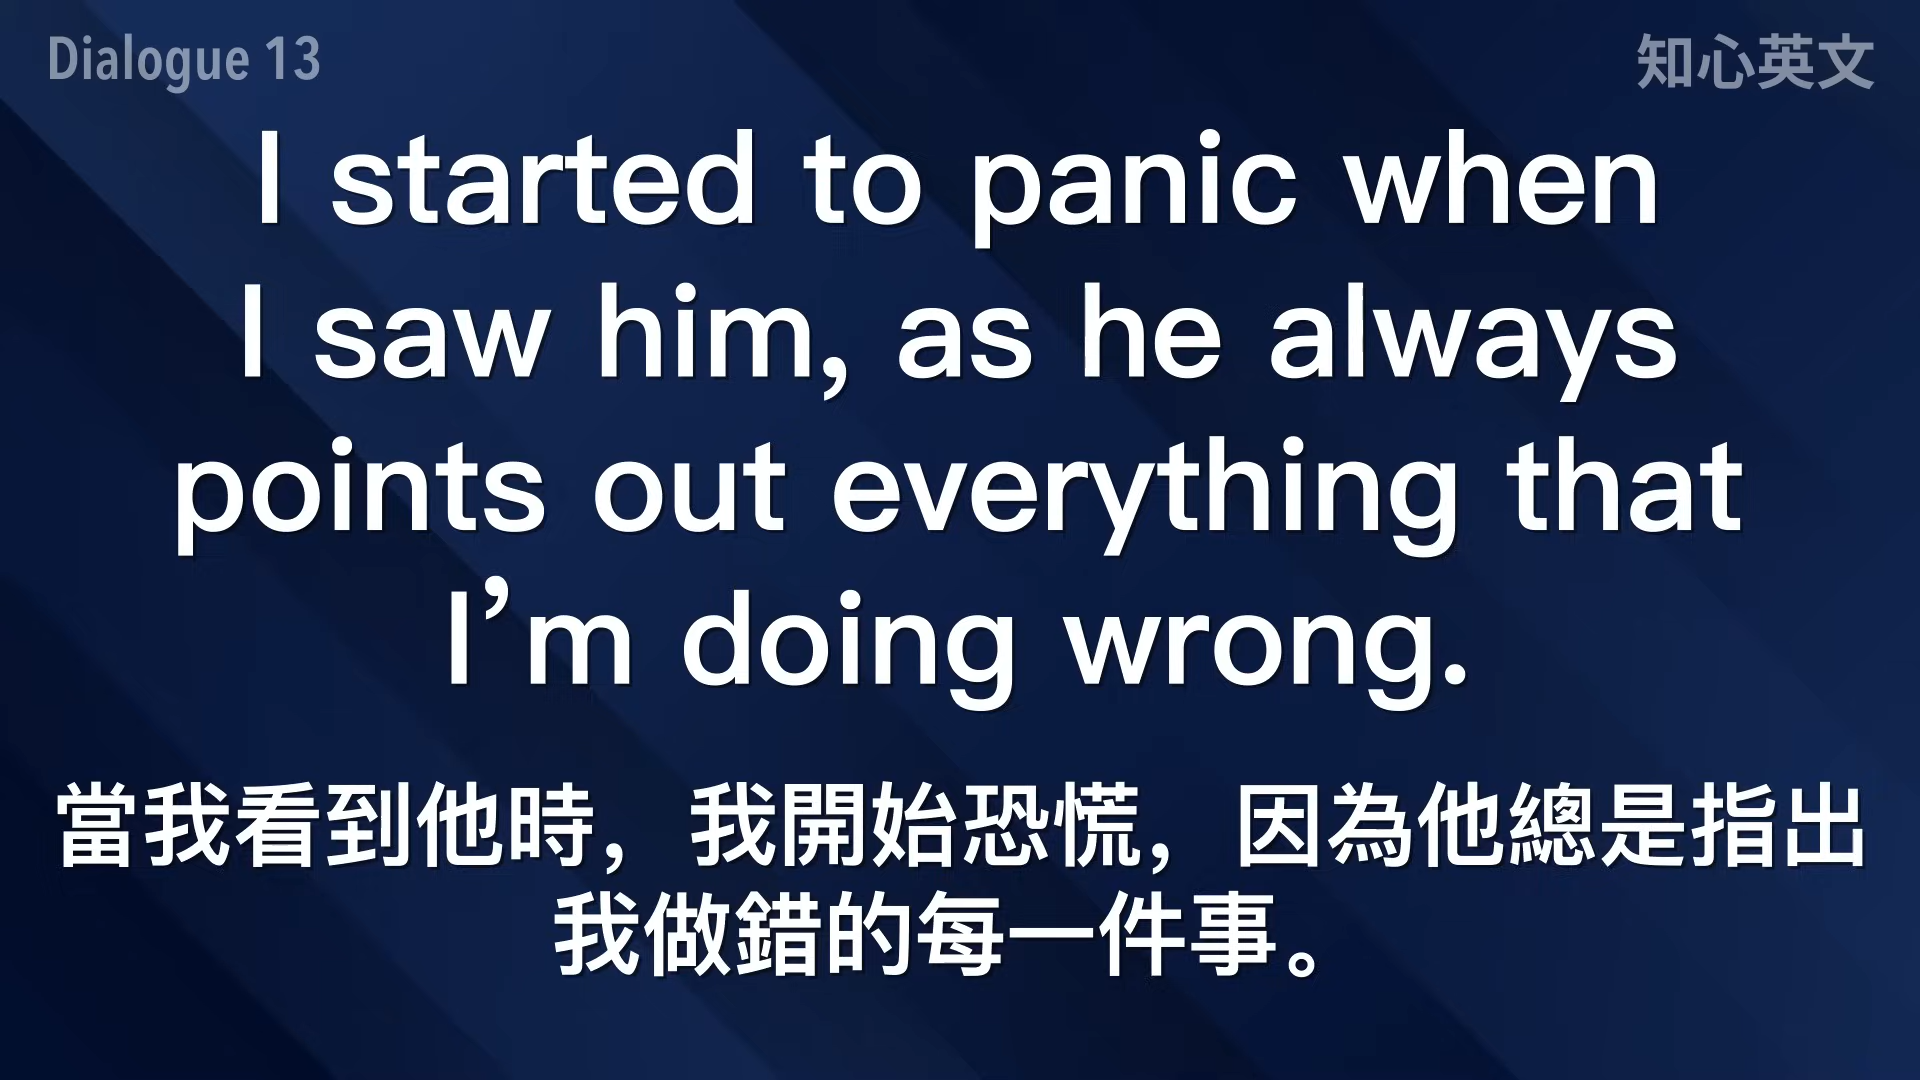 Dialogue 13
知心英文
I started to panic when
I saw him, as he always
points out everything that
I’m doing wrong.
當我看到他時，我開始恐慌，因為他總是指出
我做錯的每一件事。